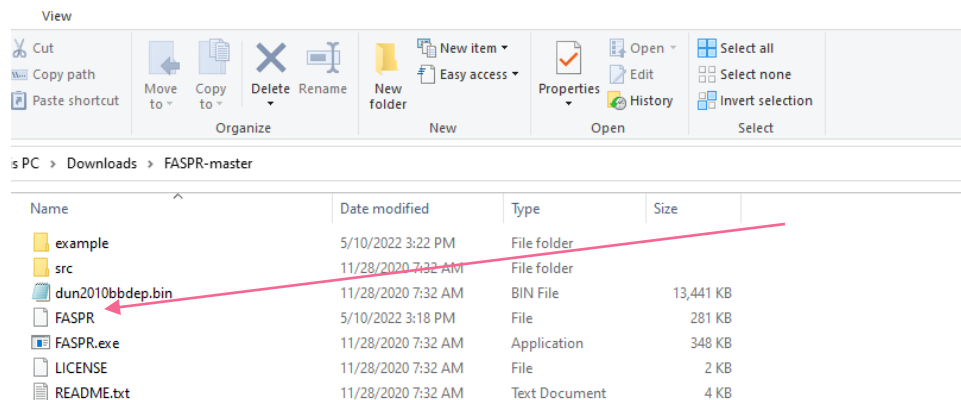 View
Cut
Copy path
Paste shortcut
Move to
Copy to
Delete
Rename
Organize
New folder
New item
Easy access
New
Properties
Open
Edit
History
Open
Select all
Select none
Invert selection
Select
is PC > Downloads > FASPR-master
Name Date modified Type Size
example 5/10/2022 3:22 PM File folder
src 11/28/2020 7:32 AM File folder
dun2010bbdep.bin 11/28/2020 7:32 AM BIN File 13,441 KB
FASPR 5/10/2022 3:18 PM File 281 KB
FASPR.exe 11/28/2020 7:32 AM Application 348 KB
LICENSE 11/28/2020 7:32 AM File 2 KB
README.txt 11/28/2020 7:32 AM Text Document 4 KB